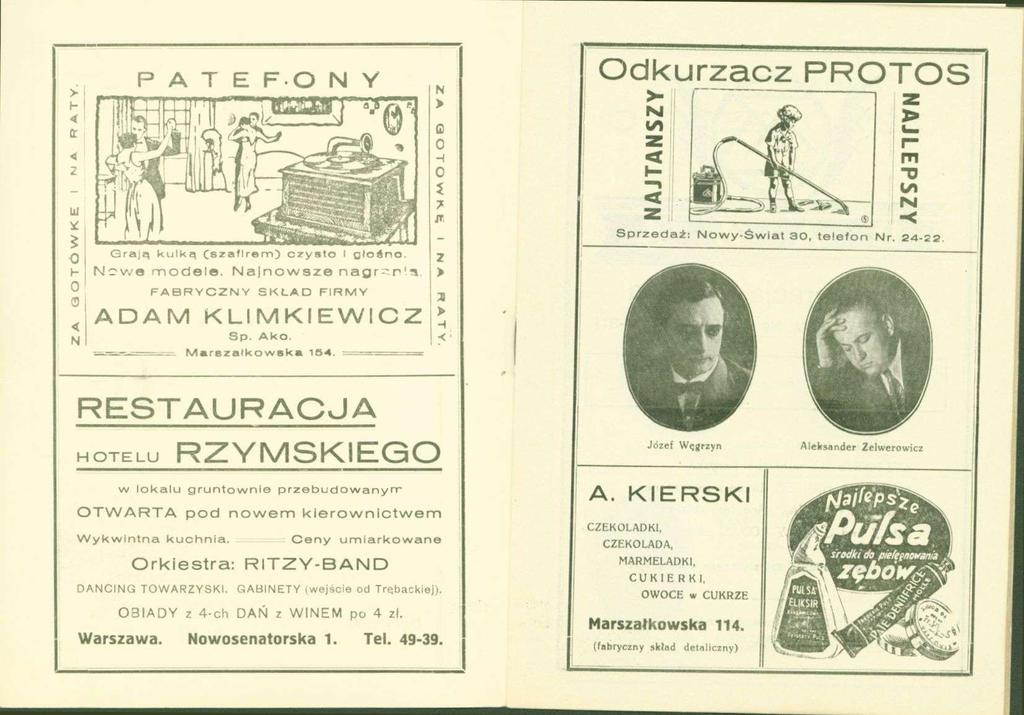 PATEFONY
ZA GOTÓWKE I NA RATY.
ZA GOTÓWKĘ I NA RATY.
Grają kulką (szafirem) czysto i głośno.
Nowe modele. Najnowsze nagrania.
FABRYCZNY SKŁAD FIRMY
ADAM KLIMKIEWICZ
Sp. Akc.
Marszałkowska 154.
RESTAURACJA
HOTELU RZYMSKIEGO
w lokalu gruntownie przebudowanym
OTWARTA pod nowem kierownictwem
Wykwintna kuchnia. Ceny umiarkowane
Orkiestra: RITZY-BAND
DANCING TOWARZYSKI. GABINETY (wejście od Trębackiej).
OBIADY z 4-ch DAŃ z WINEM po 4 zł.
Warszawa. Nowosenatorska 1. Tel. 49-39.
Odkurzacz PROTOS
NAJTANSZY
NAJLEPSZY
Sprzedaż: Nowy-Świat 30, telefon Nr. 24-22.
Józef Węgrzyn
Aleksander Zelwerowicz
A. KIERSKI
CZEKOLADKI,
CZEKOLADA,
MARMELADKI,
CUKIERKI,
OWOCE w CUKRZE
Marszałkowska 114.
(fabryczny skład detaliczny)
Najlepsze
Pulsa
środki do pielęgnowania
zębów
PULSA
ELIKSIR